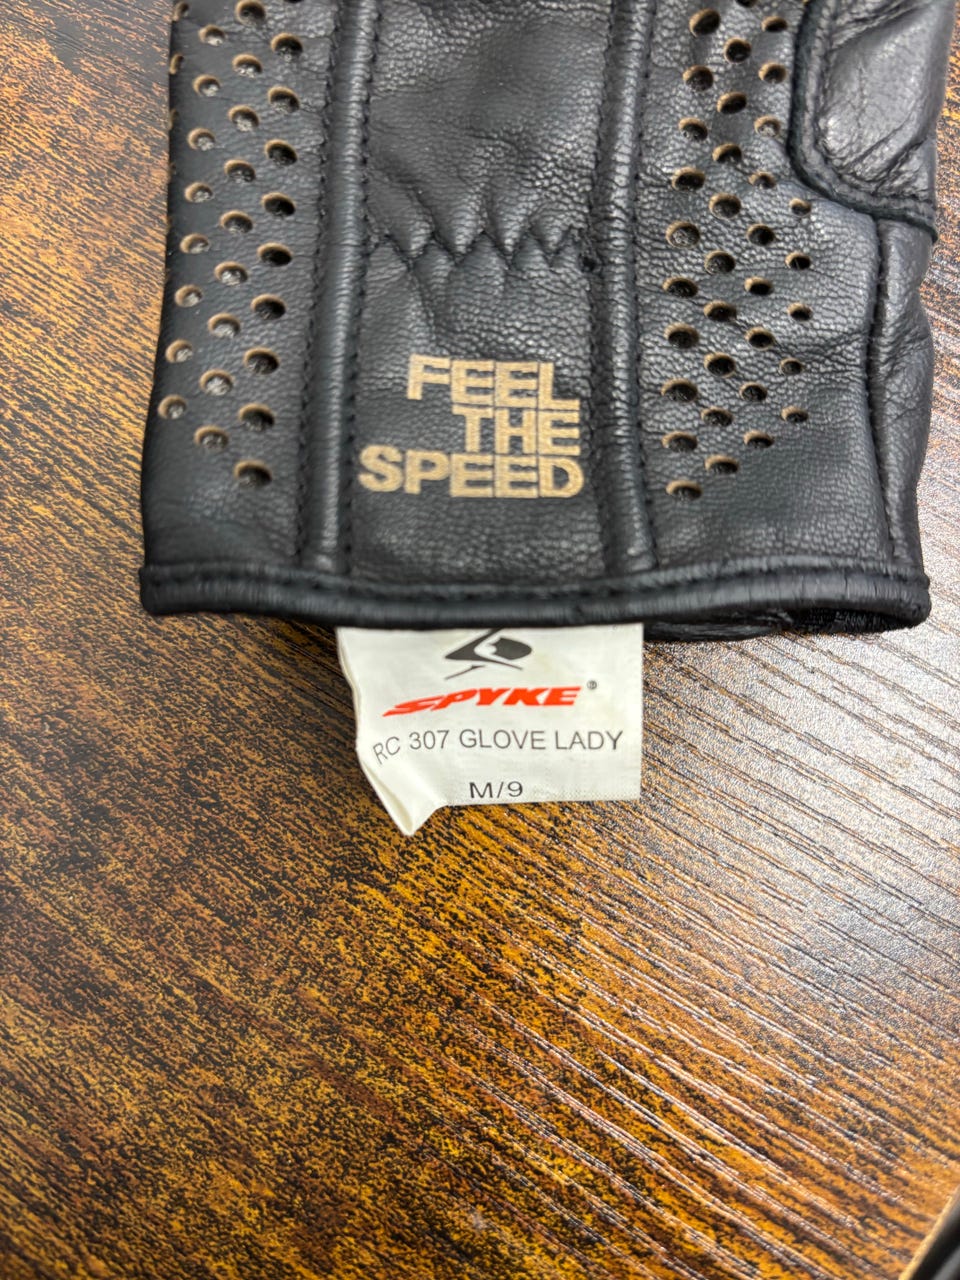 FEEL
THE
SPEED
SPYKE®
RC 307 GLOVE LADY
M/9